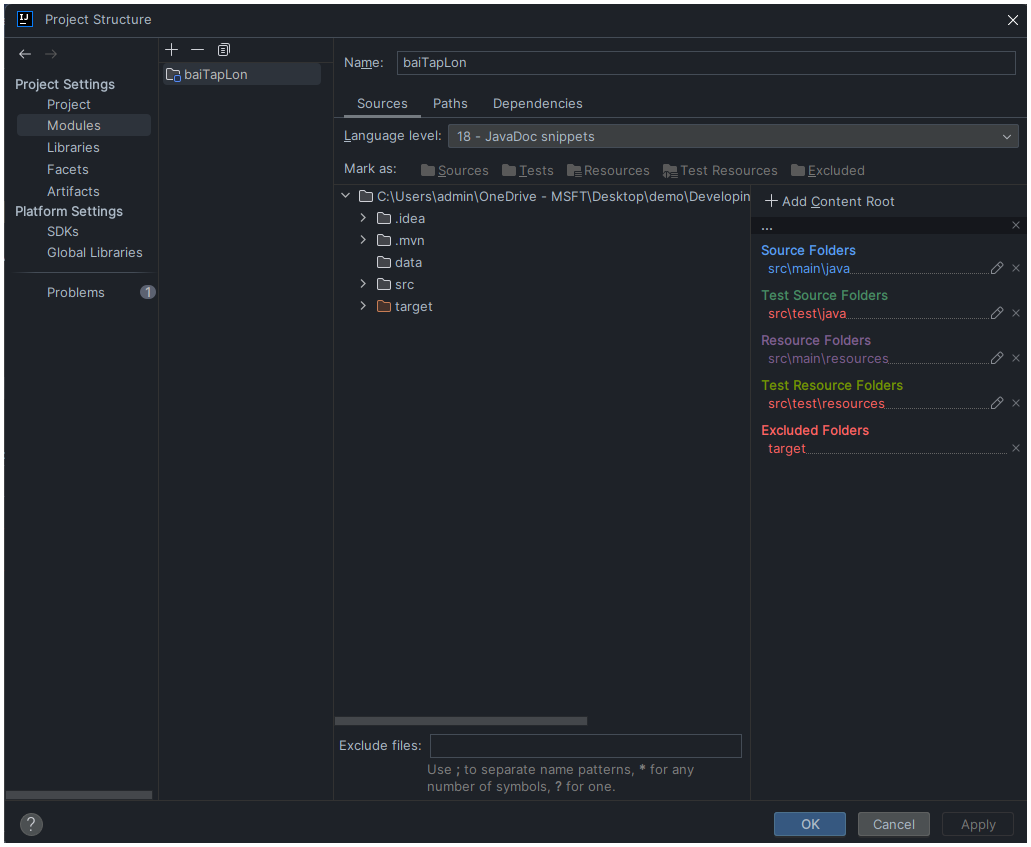 Project Structure
Project Settings
Project
Modules
Libraries
Facets
Artifacts
Platform Settings
SDKs
Global Libraries
Problems 1
baiTapLon
Name: baiTapLon
Sources Paths Dependencies
Language level: 18 - JavaDoc snippets
Mark as: Sources Tests Resources Test Resources Excluded
C:\Users\admin\OneDrive - MSFT\Desktop\demo\Developin
.idea
.mvn
data
src
target
Exclude files:
Use ; to separate name patterns, * for any
number of symbols, ? for one.
+ Add Content Root
...
Source Folders
src\main\java
Test Source Folders
src\test\java
Resource Folders
src\main\resources
Test Resource Folders
src\test\resources
Excluded Folders
target
?
OK Cancel Apply